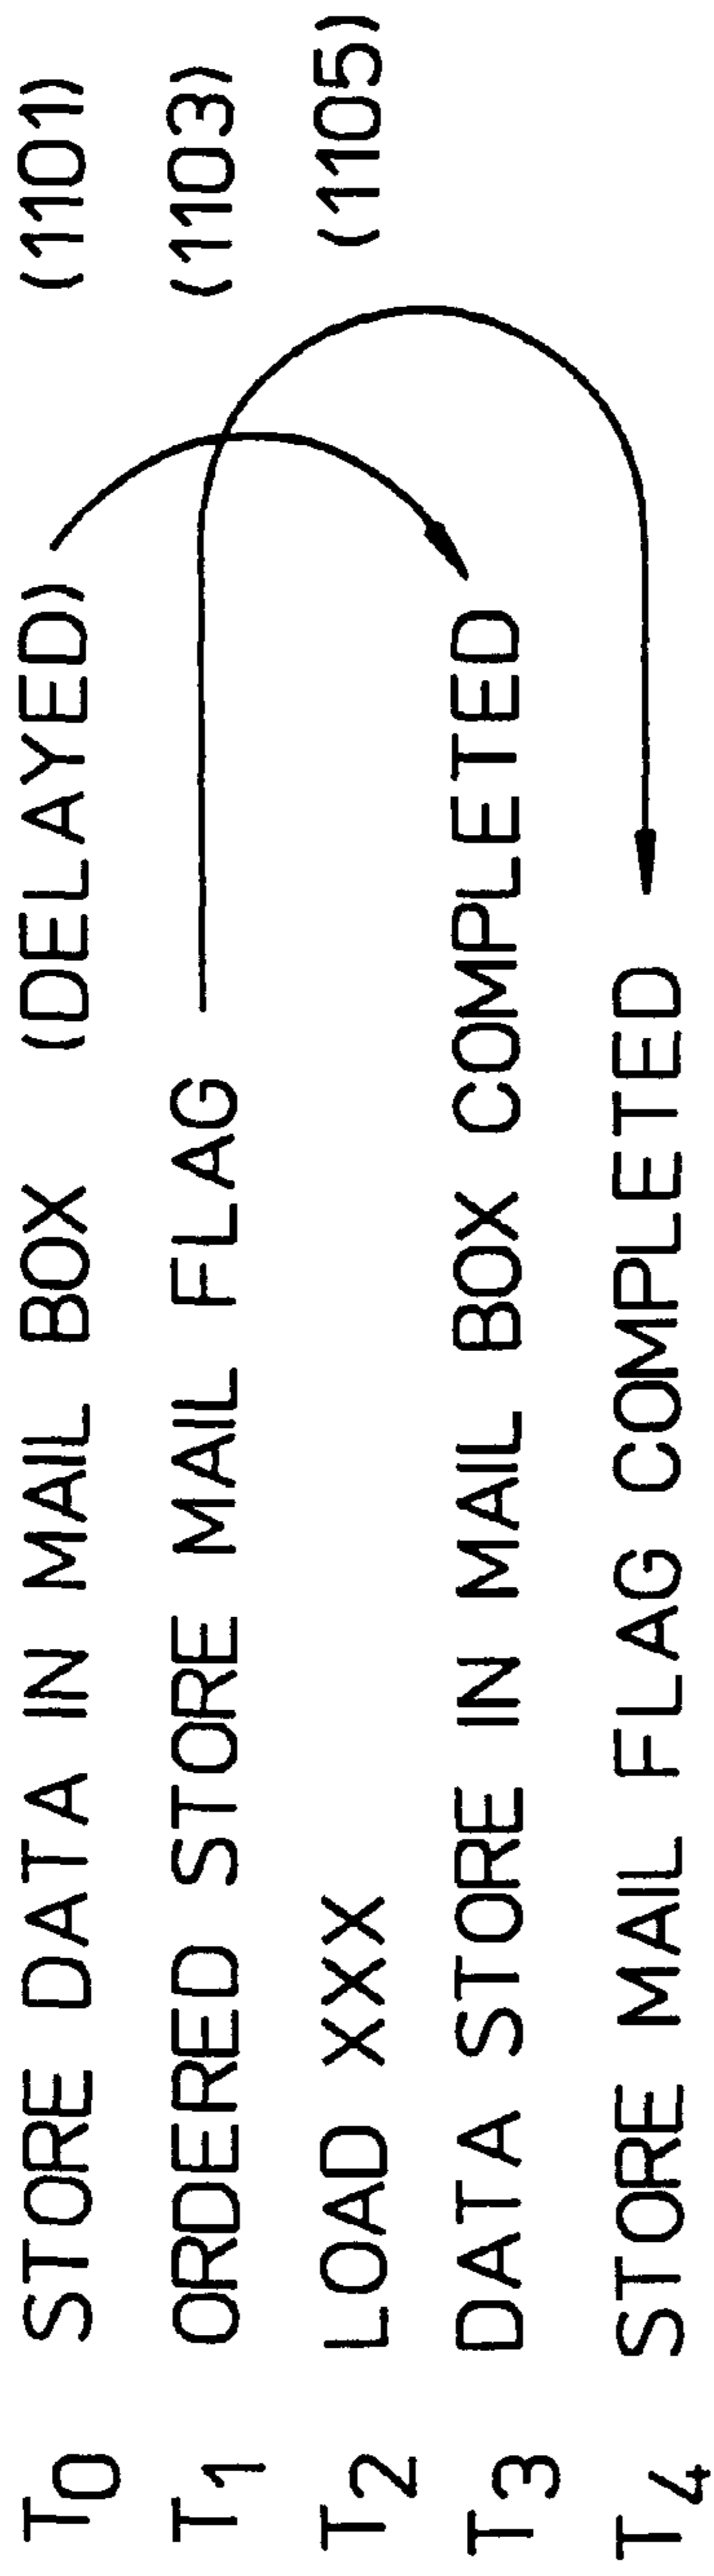 T0 STORE DATA IN MAIL BOX (DELAYED) (1101)
T1 ORDERED STORE MAIL FLAG (1103)
T2 LOAD XXX (1105)
T3 DATA STORE IN MAIL BOX COMPLETED
T4 STORE MAIL FLAG COMPLETED